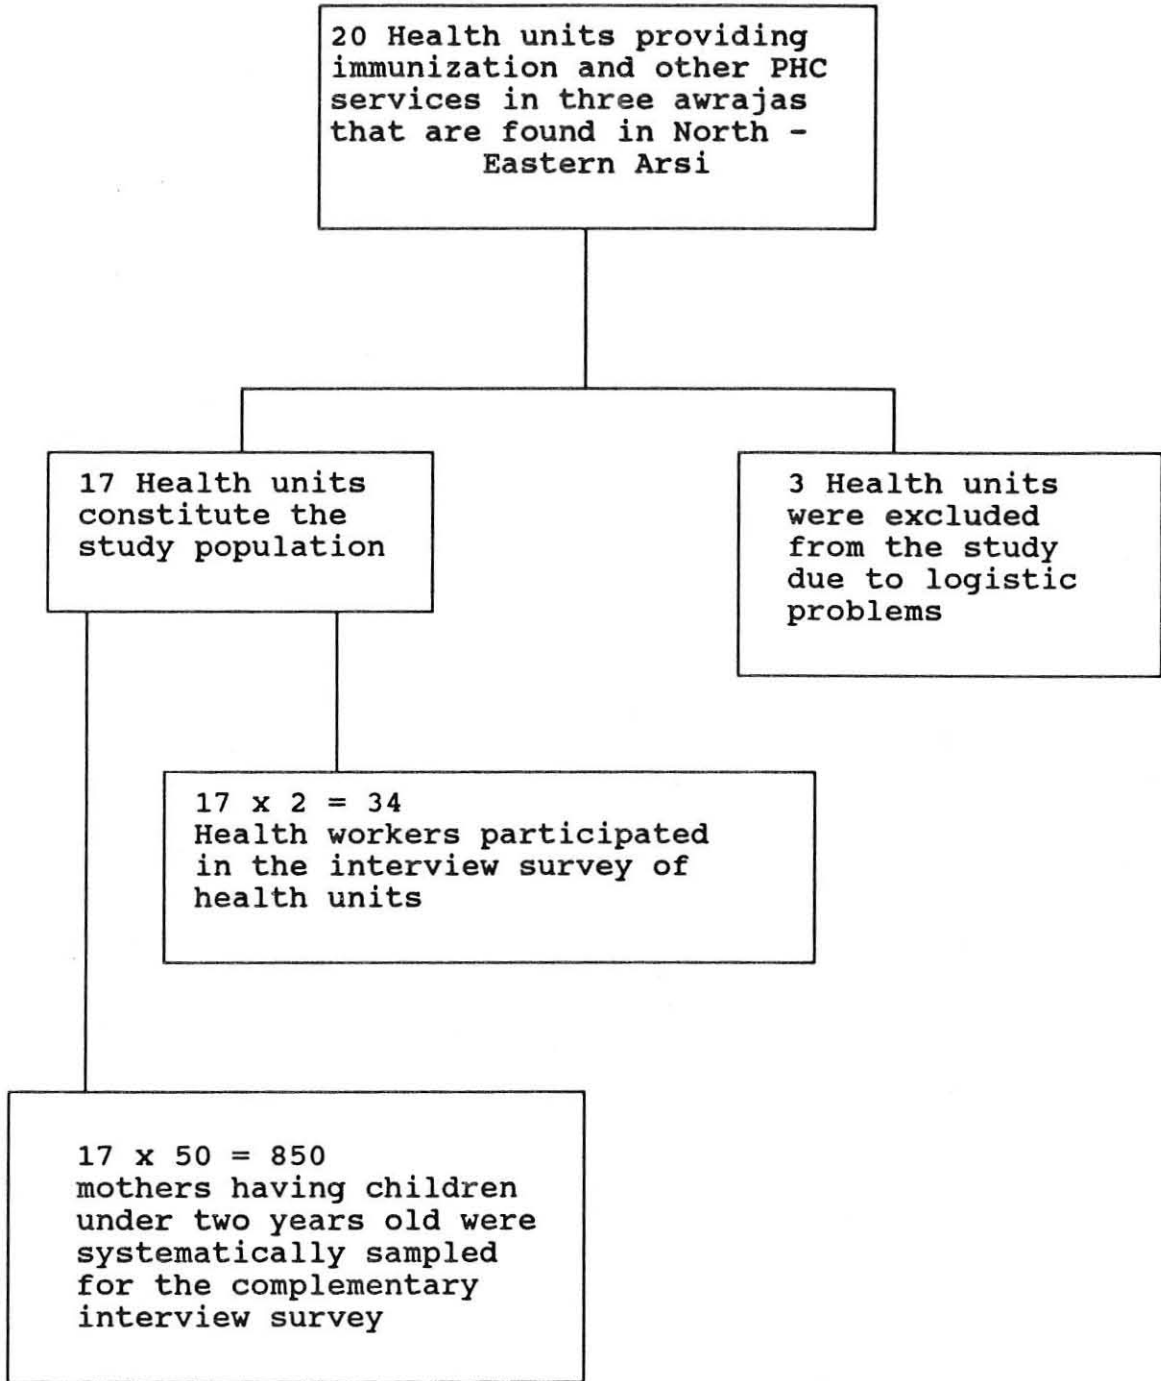 20 Health units providing
immunization and other PHC
services in three awrajas
that are found in North -
Eastern Arsi
17 Health units
constitute the
study population
3 Health units
were excluded
from the study
due to logistic
problems
17 x 2 = 34
Health workers participated
in the interview survey of
health units
17 x 50 = 850
mothers having children
under two years old were
systematically sampled
for the complementary
interview survey